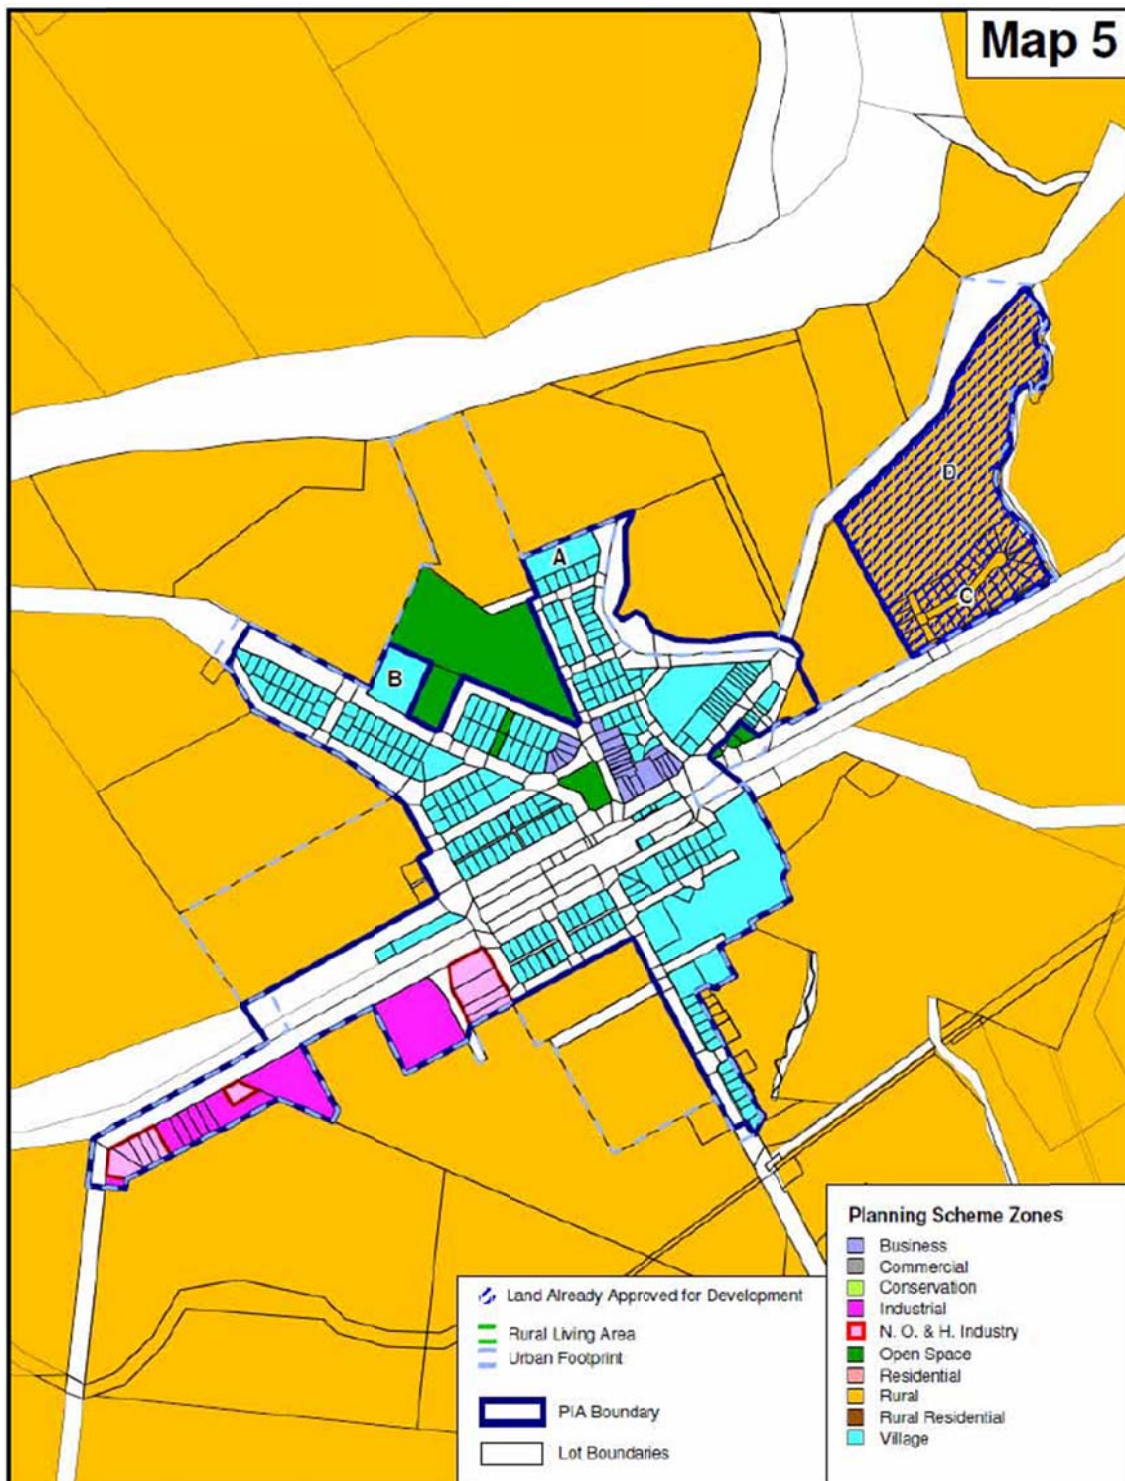 Map 5
D
A
C
B
Planning Scheme Zones
Business
Commercial
Conservation
Industrial
N. O. & H. Industry
Open Space
Residential
Rural
Rural Residential
Village
Land Already Approved for Development
Rural Living Area
Urban Footprint
PIA Boundary
Lot Boundaries